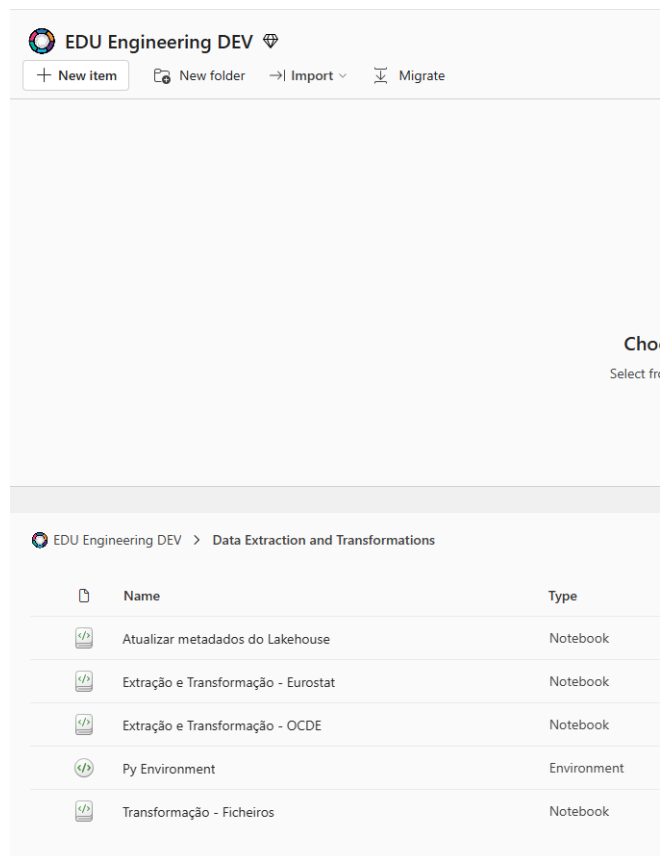 EDU Engineering DEV
New item New folder Import Migrate
Select
EDU Engineering DEV > Data Extraction and Transformations
Name Type
Atualizar metadados do Lakehouse Notebook
Extração e Transformação - Eurostat Notebook
Extração e Transformação - OCDE Notebook
Py Environment Environment
Transformação - Ficheiros Notebook